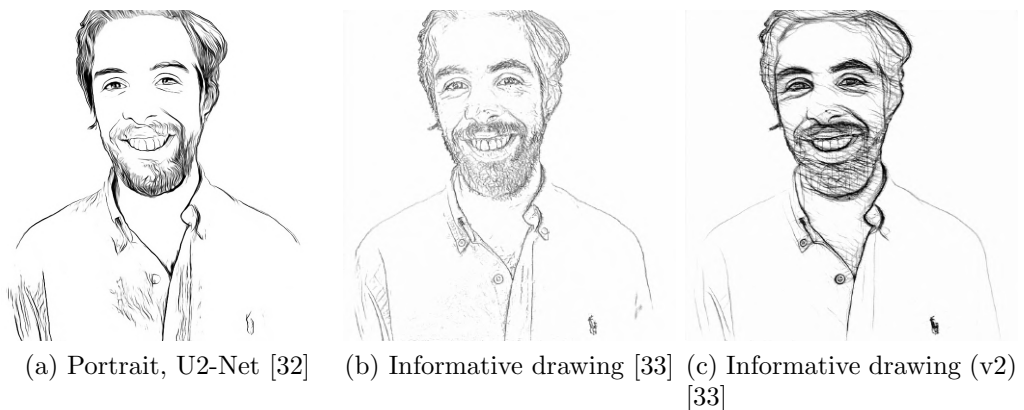 (a) Portrait, U2-Net [32]
(b) Informative drawing [33]
(c) Informative drawing (v2)
[33]